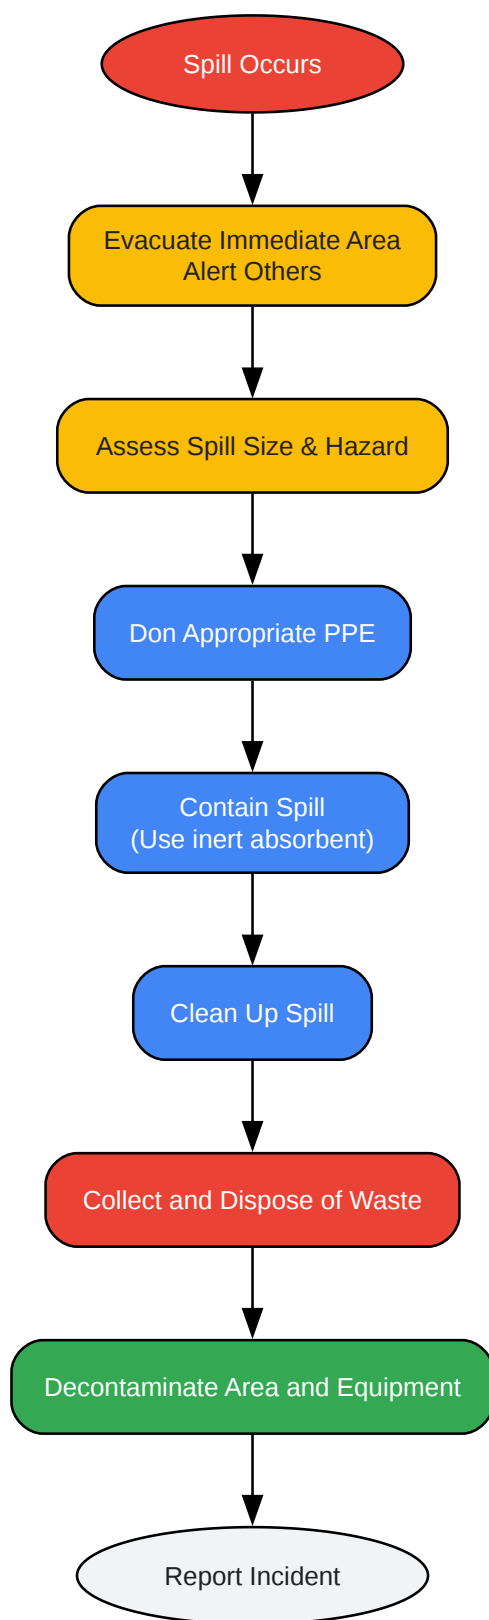 Spill Occurs
Evacuate Immediate Area
Alert Others
Assess Spill Size & Hazard
Don Appropriate PPE
Contain Spill
(Use inert absorbent)
Clean Up Spill
Collect and Dispose of Waste
Decontaminate Area and Equipment
Report Incident